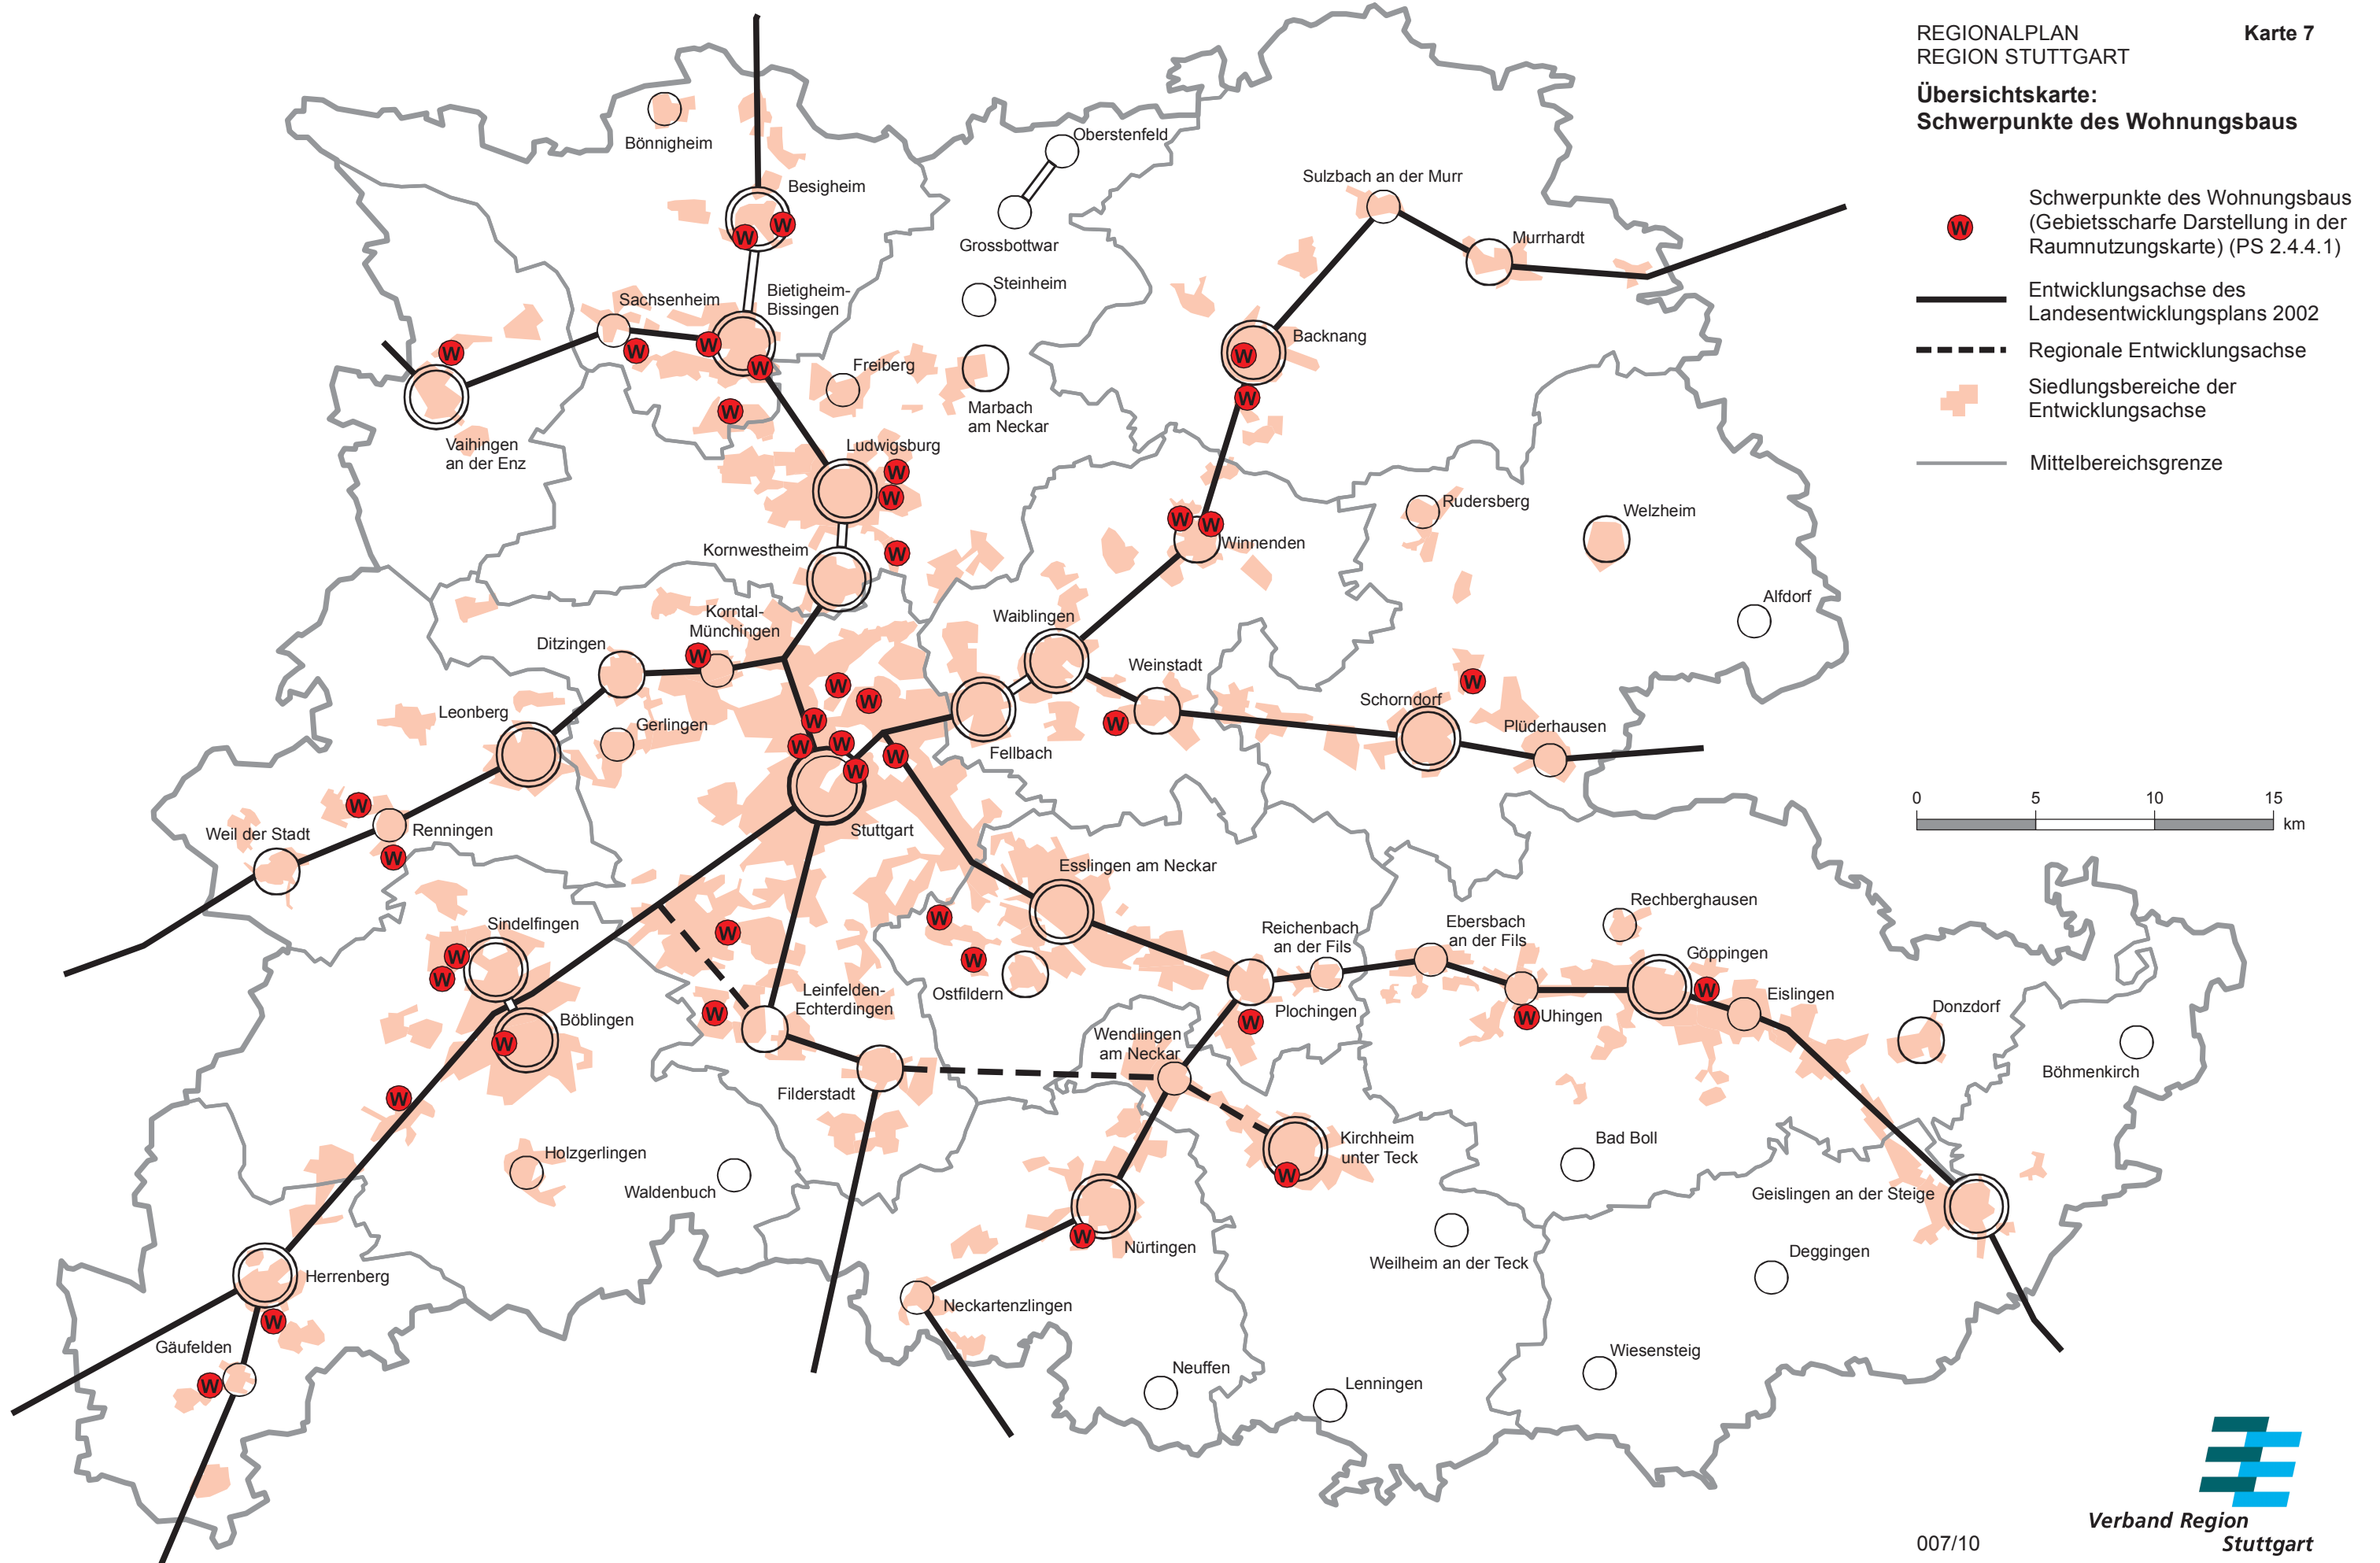 REGIONALPLAN
Karte 7
REGION STUTTGART
Übersichtskarte:
Schwerpunkte des Wohnungsbaus
W
Schwerpunkte des Wohnungsbaus
(Gebietsscharfe Darstellung in der
Raumnutzungskarte) (PS 2.4.4.1)
Entwicklungsachse des
Landesentwicklungsplans 2002
Regionale Entwicklungsachse
Siedlungsbereiche der
Entwicklungsachse
Mittelbereichsgrenze
0 5 10 15
km
Bönnigheim
Oberstenfeld
Besigheim
W
W
Grossbottwar
Sulzbach an der Murr
Murrhardt
Steinheim
Sachsenheim
Bietigheim-
Bissingen
W
W
W
W
W
Backnang
W
W
Freiberg
Marbach
am Neckar
Vaihingen
an der Enz
Ludwigsburg
W
W
W
Kornwestheim
W
W
Winnenden
Rudersberg
Welzheim
Alfdorf
Korntal-
Münchingen
W
Ditzingen
Waiblingen
Weinstadt
W
Leonberg
Gerlingen
W
W
W
W
W
W
W
Fellbach
Schorndorf
W
Plüderhausen
Stuttgart
W
Weil der Stadt
Renningen
W
Esslingen am Neckar
Sindelfingen
W
W
W
W
W
Ostfildern
Reichenbach
an der Fils
Ebersbach
an der Fils
Rechberghausen
Göppingen
W
Eislingen
Donzdorf
Böhmenkirch
Leinfelden-
Echterdingen
W
Böblingen
W
Plochingen
W
W
Uhingen
Wendlingen
am Neckar
W
Filderstadt
Holzgerlingen
Waldenbuch
Kirchheim
unter Teck
W
Bad Boll
Geislingen an der Steige
Nürtingen
W
Weilheim an der Teck
Deggingen
Herrenberg
W
Neckartenzlingen
Gäufelden
W
Neuffen
Lenningen
Wiesensteig
Verband Region
Stuttgart
007/10